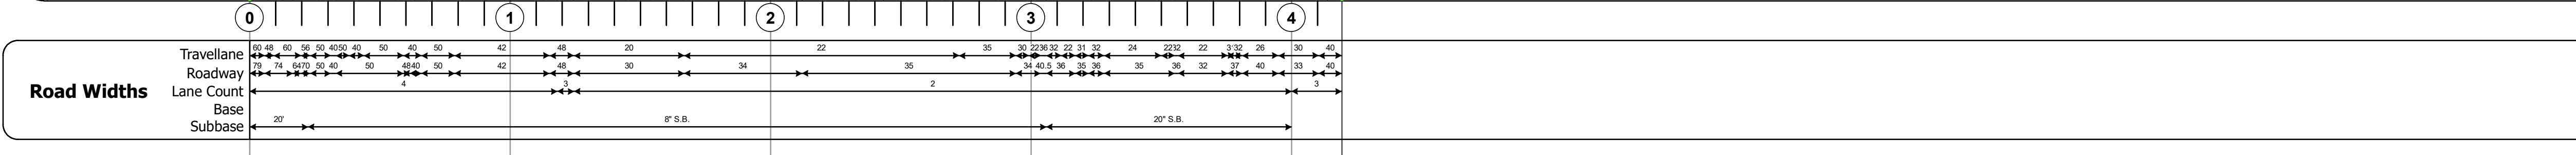 0 1 2 3 4
Travellane 60 48 60 56 50 40 50 40 50 40 50 42 48 20 22 35 30 22 36 32 22 31 32 24 22 32 22 32 26 30 40
Roadway 79 74 64 70 50 40 50 48 40 50 42 48 30 34 35 34 40.5 36 35 36 35 36 32 37 40 33 40
Road Widths Lane Count 4 3 2 3
Base
Subbase 20' 8" S.B. 20" S.B.